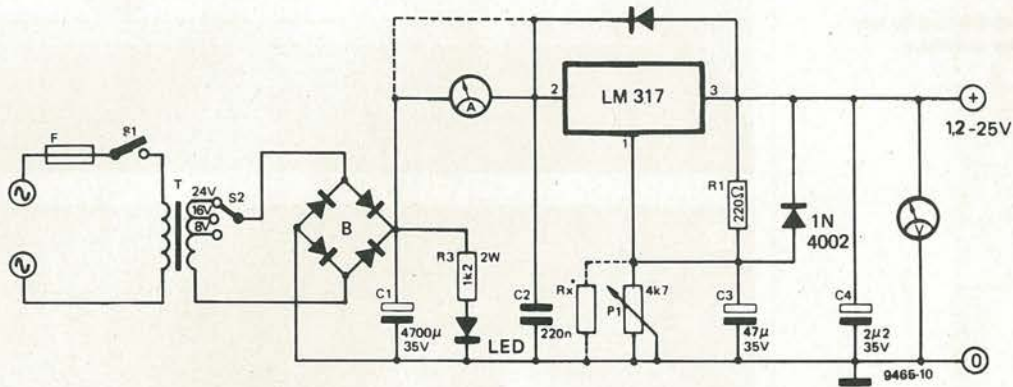 F
S1
T
24V
16V
8V
S2
B
A
2
LM 317
3
1
+
1,2-25V
R1
220Ω
1N
4002
V
R3
2W
1k2
LED
C1
4700µ
35V
C2
220n
Rx*
P1
4k7
C3
47µ
35V
C4
2µ2
35V
0
9465-10